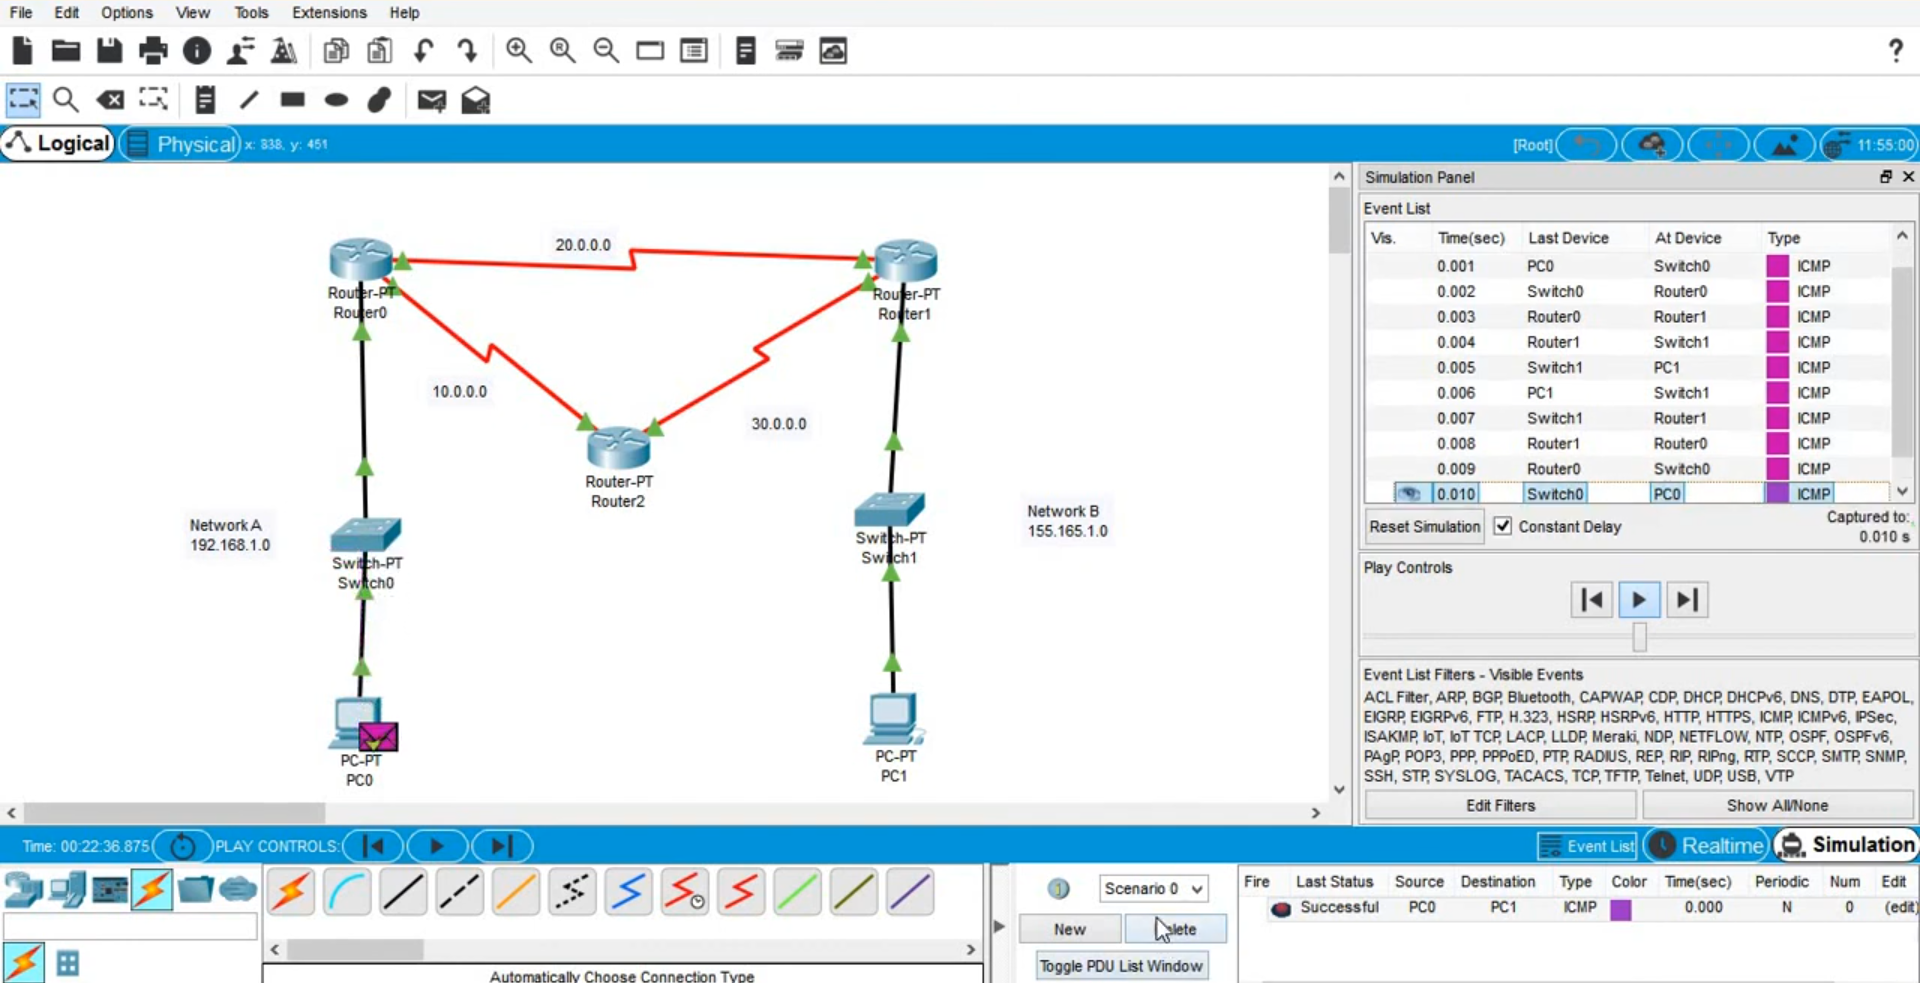 File Edit Options View Tools Extensions Help
?
Logical Physical x: 838, y: 451 [Root] 11:55:00
20.0.0.0
Router-PT
Router0
Router-PT
Router1
10.0.0.0
30.0.0.0
Router-PT
Router2
Network A
192.168.1.0
Switch-PT
Switch0
Network B
155.165.1.0
Switch-PT
Switch1
PC-PT
PC0
PC-PT
PC1
Simulation Panel
Event List
Vis. Time(sec) Last Device At Device Type
0.001 PC0 Switch0 ICMP
0.002 Switch0 Router0 ICMP
0.003 Router0 Router1 ICMP
0.004 Router1 Switch1 ICMP
0.005 Switch1 PC1 ICMP
0.006 PC1 Switch1 ICMP
0.007 Switch1 Router1 ICMP
0.008 Router1 Router0 ICMP
0.009 Router0 Switch0 ICMP
0.010 Switch0 PC0 ICMP
Reset Simulation Constant Delay Captured to:
0.010 s
Play Controls
Event List Filters - Visible Events
ACL Filter, ARP, BGP, Bluetooth, CAPWAP, CDP, DHCP, DHCPv6, DNS, DTP, EAPOL,
EIGRP, EIGRPv6, FTP, H.323, HSRP, HSRPv6, HTTP, HTTPS, ICMP, ICMPv6, IPSec,
ISAKMP, IoT, IoT TCP, LACP, LLDP, Meraki, NDP, NETFLOW, NTP, OSPF, OSPFv6,
PAgP, POP3, PPP, PPPoED, PTP, RADIUS, REP, RIP, RIPng, RTP, SCCP, SMTP, SNMP,
SSH, STP, SYSLOG, TACACS, TCP, TFTP, Telnet, UDP, USB, VTP
Edit Filters Show All/None
Time: 00:22:36.875 PLAY CONTROLS: Event List Realtime Simulation
Scenario 0
New lete
Toggle PDU List Window
Fire Last Status Source Destination Type Color Time(sec) Periodic Num Edit
Successful PC0 PC1 ICMP 0.000 N 0 (edit)
Automatically Choose Connection Type